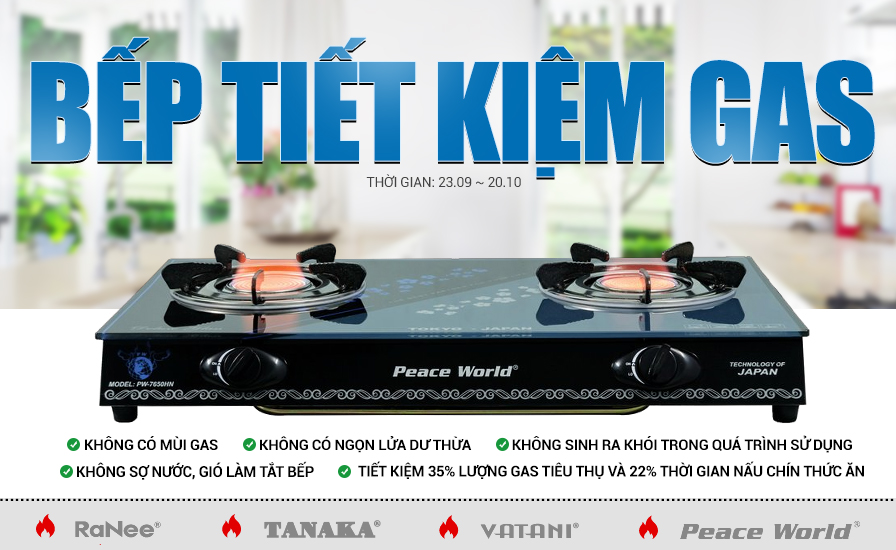 BẾP TIẾT KIỆM GAS
THỜI GIAN: 23.09 ~ 20.10
TOKYO - JAPAN
MODEL: PW-7650HN
Peace World®
TECHNOLOGY OF
JAPAN
KHÔNG CÓ MÙI GAS KHÔNG CÓ NGỌN LỬA DƯ THỪA KHÔNG SINH RA KHÓI TRONG QUÁ TRÌNH SỬ DỤNG
KHÔNG SỢ NƯỚC, GIÓ LÀM TẮT BẾP TIẾT KIỆM 35% LƯỢNG GAS TIÊU THỤ VÀ 22% THỜI GIAN NẤU CHÍN THỨC ĂN
RaNee® TANAKA® VATANI® Peace World®